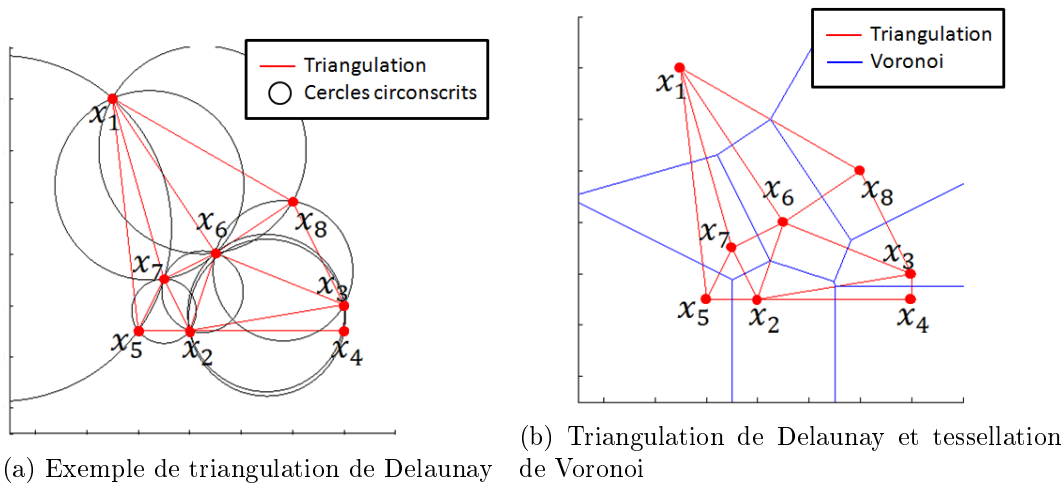 Triangulation
Cercles circonscrits
x₁
x₆
x₈
x₇
x₃
x₅
x₂
x₄
(a) Exemple de triangulation de Delaunay
Triangulation
Voronoi
x₁
x₆
x₈
x₇
x₃
x₅
x₂
x₄
(b) Triangulation de Delaunay et tessellation
de Voronoi